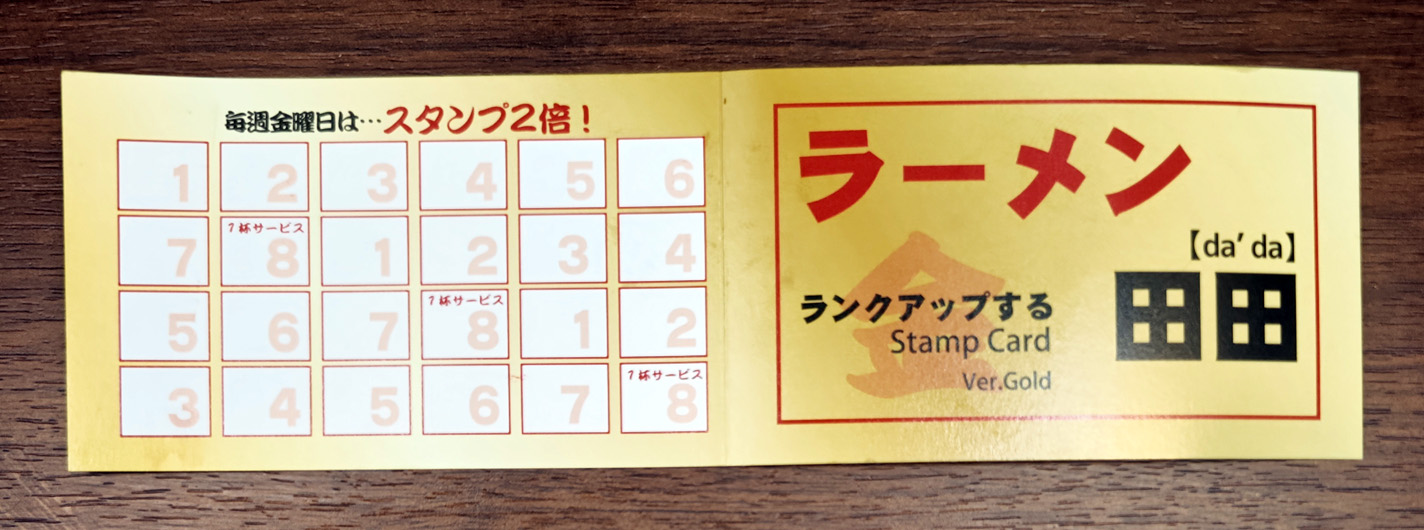 毎週金曜日は…スタンプ2倍！
1 2 3 4 5 6
1杯サービス
7 8 1 2 3 4
1杯サービス
5 6 7 8 1 2
1杯サービス
3 4 5 6 7 8
ラーメン
【da’da】
田田
金
ランクアップする
Stamp Card
Ver.Gold